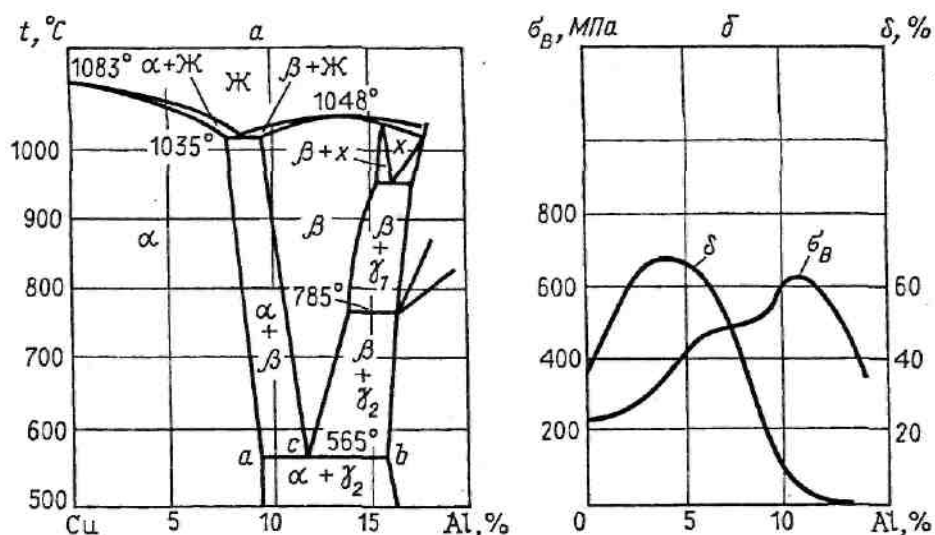 t,°C
а
1083°
α+Ж
Ж
β+Ж
1048°
1035°
β+x
x
1000
900
α
β
β
+
γ₁
800
785°
α
+
β
β
+
γ₂
700
600
a
c
565°
b
α+γ₂
500
Cu
5
10
15
Al,%
σв, МПа
б
δ, %
800
δ
σв
600
60
400
40
200
20
0
5
10
Al,%